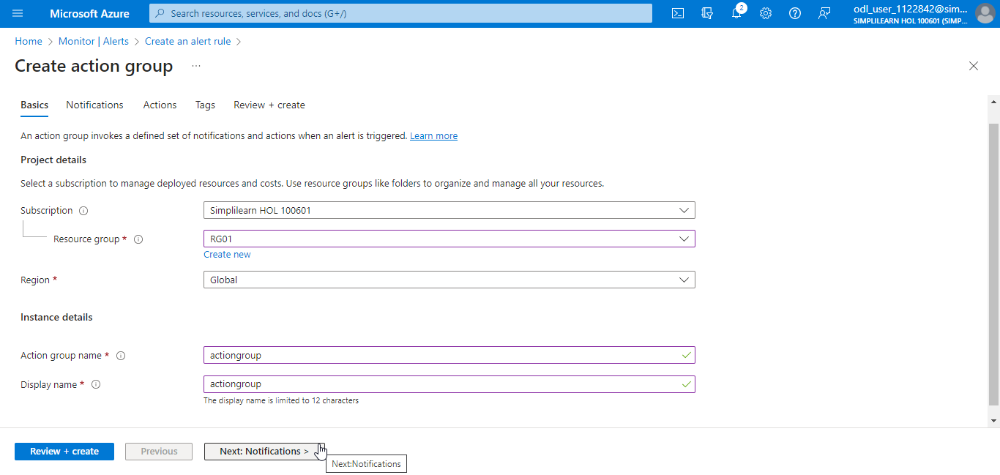 Microsoft Azure
Search resources, services, and docs (G+/)
2
odl_user_1122842@sim...
SIMPLILEARN HOL 100601 (SIMP...
Home > Monitor | Alerts > Create an alert rule >
Create action group ...
Basics Notifications Actions Tags Review + create
An action group invokes a defined set of notifications and actions when an alert is triggered. Learn more
Project details
Select a subscription to manage deployed resources and costs. Use resource groups like folders to organize and manage all your resources.
Subscription Simplilearn HOL 100601
Resource group * RG01
Create new
Region * Global
Instance details
Action group name * actiongroup
Display name * actiongroup
The display name is limited to 12 characters
Review + create Previous Next: Notifications >
Next:Notifications